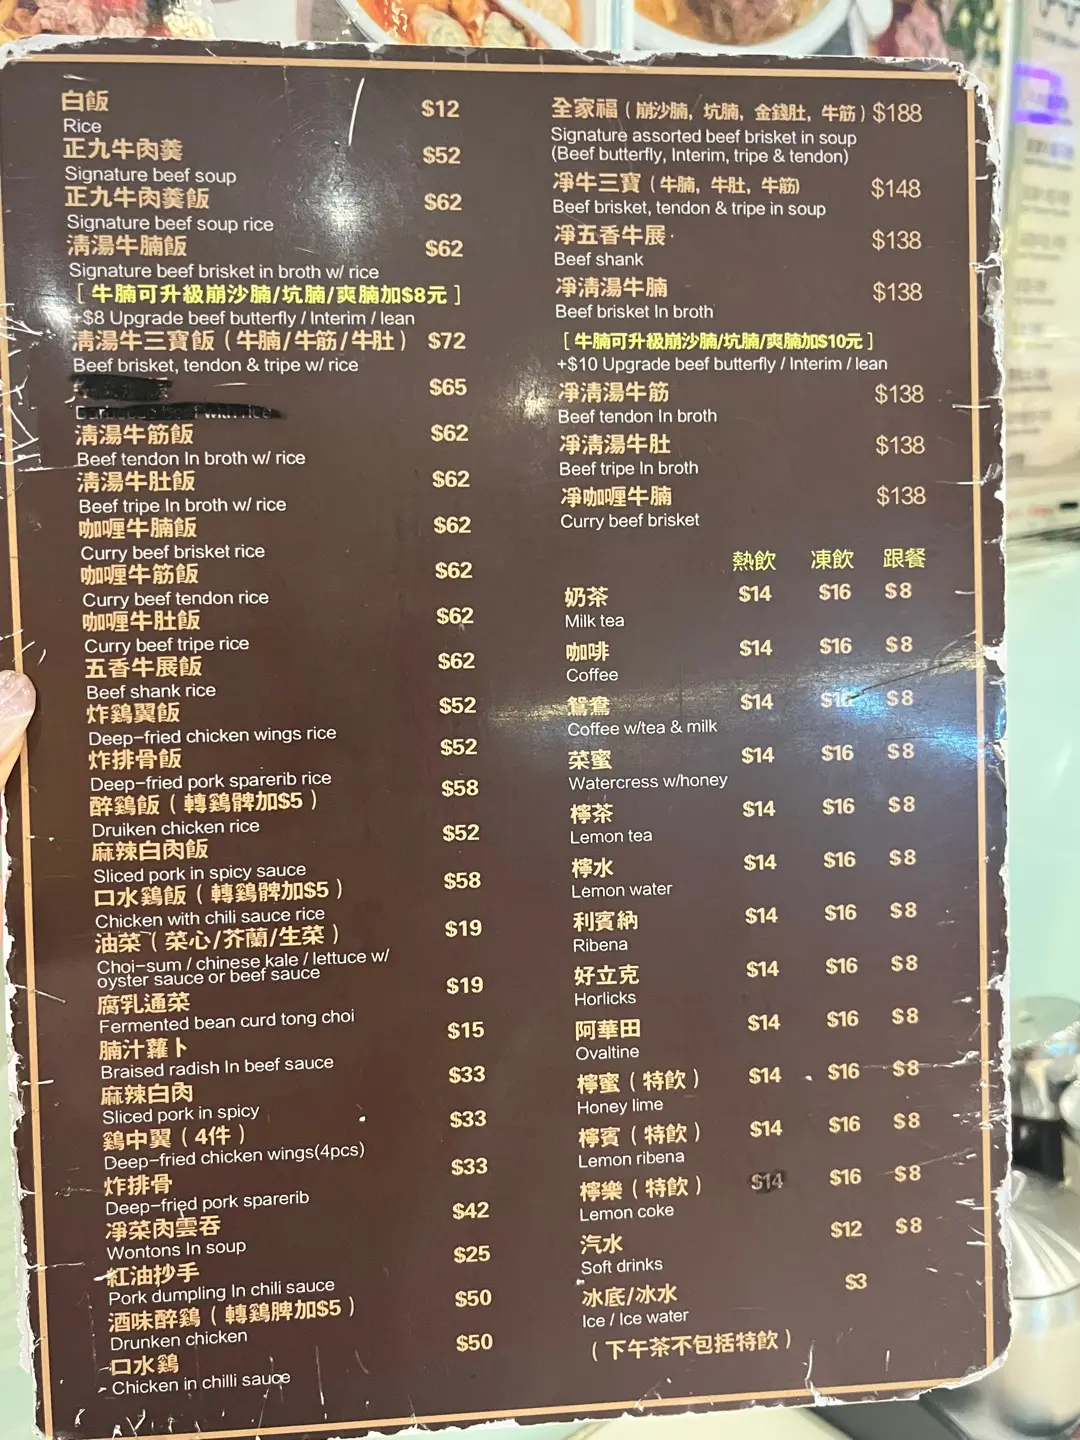 白飯 $12
Rice
正九牛肉羹 $52
Signature beef soup
正九牛肉羹飯 $62
Signature beef soup rice
清湯牛腩飯 $62
Signature beef brisket in broth w/ rice
[ 牛腩可升級崩沙腩/坑腩/爽腩加$8元 ]
+$8 Upgrade beef butterfly / Interim / lean
清湯牛三寶飯 ( 牛腩/牛筋/牛肚 ) $72
Beef brisket, tendon & tripe w/ rice
$65
with rice
清湯牛筋飯 $62
Beef tendon In broth w/ rice
清湯牛肚飯 $62
Beef tripe In broth w/ rice
咖喱牛腩飯 $62
Curry beef brisket rice
咖喱牛筋飯 $62
Curry beef tendon rice
咖喱牛肚飯 $62
Curry beef tripe rice
五香牛展飯 $62
Beef shank rice
炸鷄翼飯 $52
Deep-fried chicken wings rice
炸排骨飯 $52
Deep-fried pork sparerib rice
醉鷄飯 ( 轉鷄髀加$5 ) $58
Druiken chicken rice
麻辣白肉飯 $52
Sliced pork in spicy sauce
口水鷄飯 ( 轉鷄髀加$5 ) $58
Chicken with chili sauce rice
油菜 ( 菜心/芥蘭/生菜 ) $19
Choi-sum / chinese kale / lettuce w/
oyster sauce or beef sauce
腐乳通菜 $19
Fermented bean curd tong choi
腩汁蘿卜 $15
Braised radish In beef sauce
麻辣白肉 $33
Sliced pork in spicy
鷄中翼 ( 4件 ) $33
Deep-fried chicken wings(4pcs)
炸排骨 $33
Deep-fried pork sparerib
凈菜肉雲吞 $42
Wontons In soup
紅油抄手 $25
Pork dumpling In chili sauce
酒味醉鷄 ( 轉鷄脾加$5 ) $50
Drunken chicken
口水鷄 $50
Chicken in chilli sauce
全家福 ( 崩沙腩, 坑腩, 金錢肚, 牛筋 ) $188
Signature assorted beef brisket in soup
(Beef butterfly, Interim, tripe & tendon)
凈牛三寶 ( 牛腩, 牛肚, 牛筋) $148
Beef brisket, tendon & tripe in soup
凈五香牛展 $138
Beef shank
凈清湯牛腩 $138
Beef brisket In broth
[ 牛腩可升級崩沙腩/坑腩/爽腩加$10元 ]
+$10 Upgrade beef butterfly / Interim / lean
凈清湯牛筋 $138
Beef tendon In broth
凈清湯牛肚 $138
Beef tripe In broth
凈咖喱牛腩 $138
Curry beef brisket
熱飲 凍飲 跟餐
奶茶 $14 $16 $8
Milk tea
咖啡 $14 $16 $8
Coffee
鴛鴦 $14 $16 $8
Coffee w/tea & milk
菜蜜 $14 $16 $8
Watercress w/honey
檸茶 $14 $16 $8
Lemon tea
檸水 $14 $16 $8
Lemon water
利賓納 $14 $16 $8
Ribena
好立克 $14 $16 $8
Horlicks
阿華田 $14 $16 $8
Ovaltine
檸蜜 ( 特飲 ) $14 $16 $8
Honey lime
檸賓 ( 特飲 ) $14 $16 $8
Lemon ribena
檸樂 ( 特飲 ) $14 $16 $8
Lemon coke
汽水 $12 $8
Soft drinks
冰底/冰水 $3
Ice / Ice water
( 下午茶不包括特飲 )